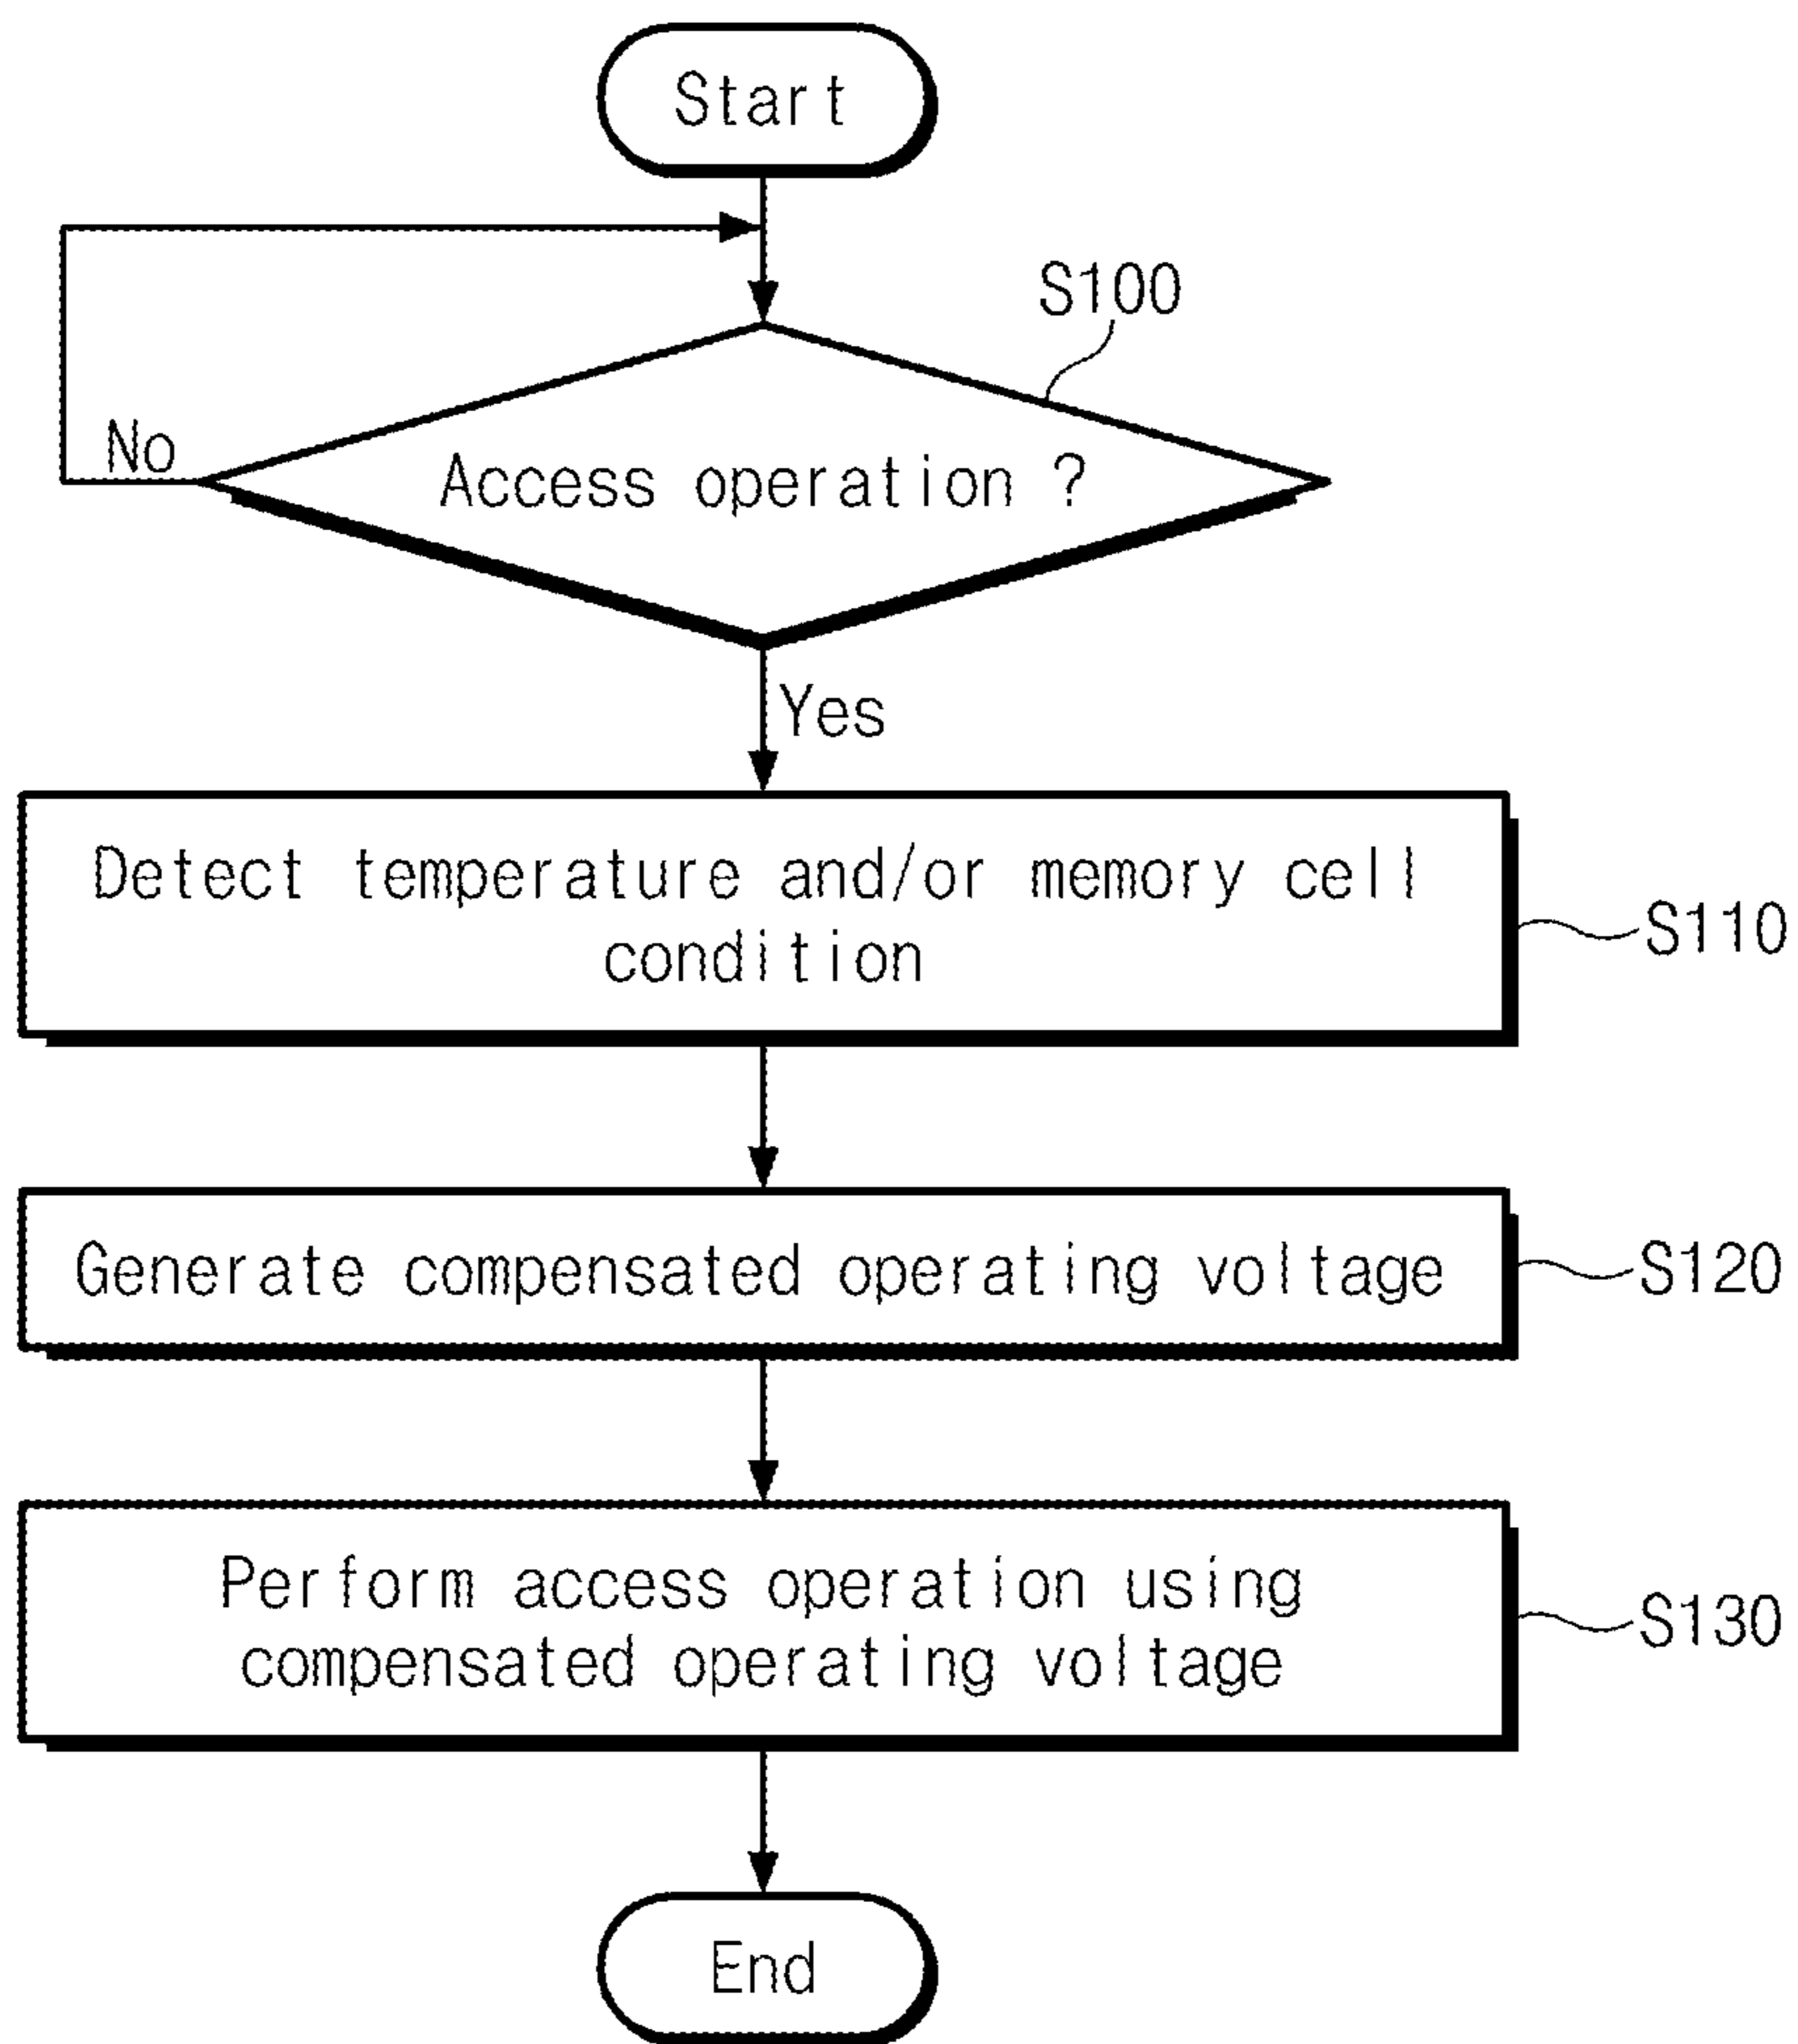 Start
S100
No
Access operation ?
Yes
Detect temperature and/or memory cell
condition
S110
Generate compensated operating voltage
S120
Perform access operation using
compensated operating voltage
S130
End